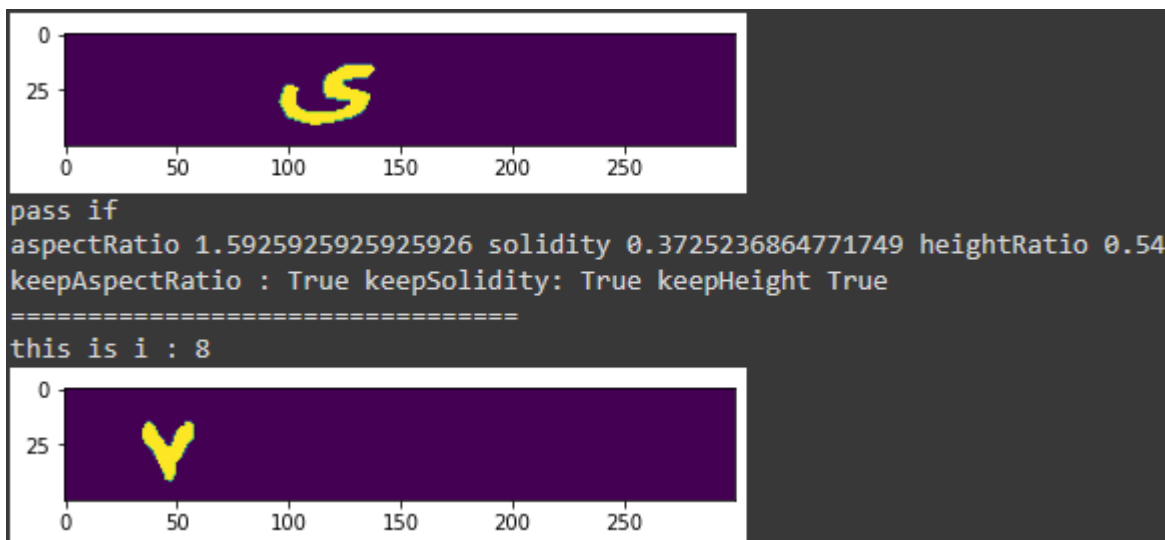 0
25
ی
0 50 100 150 200 250
pass if
aspectRatio 1.5925925925925926 solidity 0.3725236864771749 heightRatio 0.54
keepAspectRatio : True keepSolidity: True keepHeight True
=================================
this is i : 8
0
25
۷
0 50 100 150 200 250